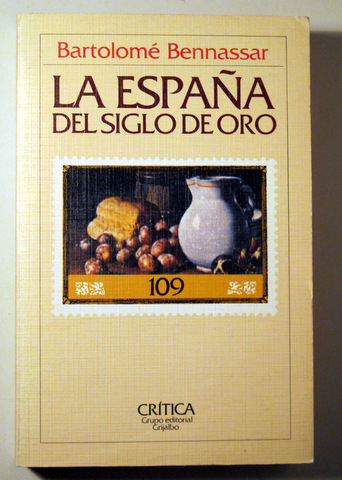 Bartolomé Bennassar
LA ESPAÑA
DEL SIGLO DE ORO
109
CRÍTICA
Grupo editorial
Grijalbo